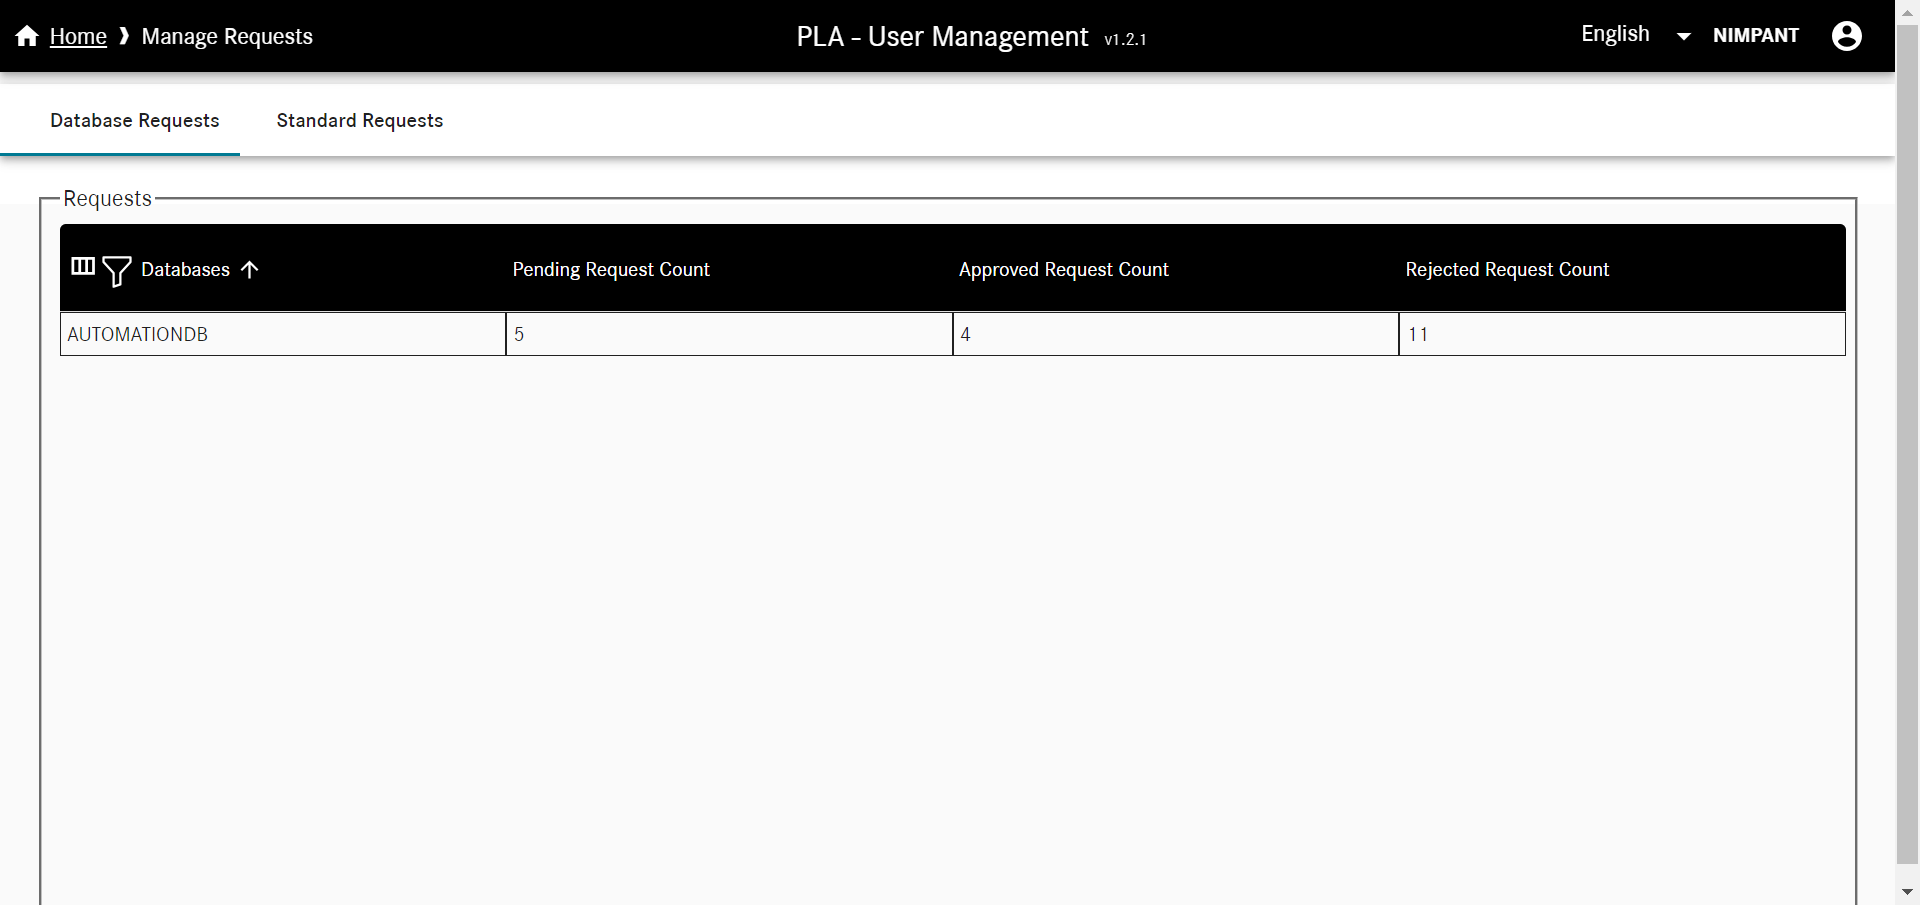 Home ❱ Manage Requests
PLA - User Management v1.2.1
English
NIMPANT
Database Requests
Standard Requests
Requests
Databases
Pending Request Count
Approved Request Count
Rejected Request Count
AUTOMATIONDB
5
4
11